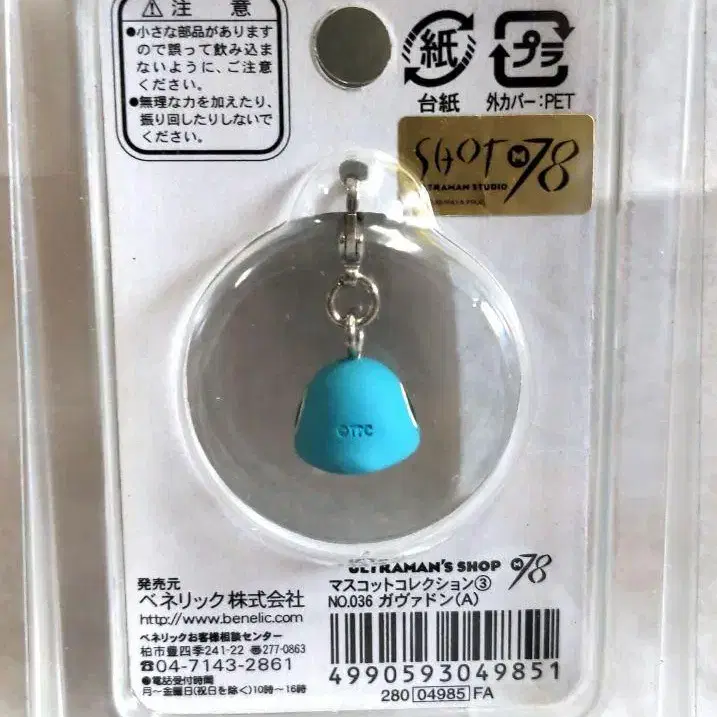 ⚠ 注 意
●小さな部品があります
ので誤って飲み込ま
ないように、ご注意
ください。
●無理な力を加えたり、
振り回したりしないで
ください。
紙
台紙
プラ
外カバー:PET
SHOT M78
ULTRAMAN STUDIO
©TPC
ULTRAMAN'S SHOP M78
マスコットコレクション③
NO.036 ガヴァドン(A)
発売元
ベネリック株式会社
http://www.benelic.com
ベネリックお客様相談センター
柏市豊四季241-22 〠277-0863
☎04-7143-2861
●電話受付時間
月〜金曜日(祝日を除く)10時〜16時
4990593049851
280 04985 FA